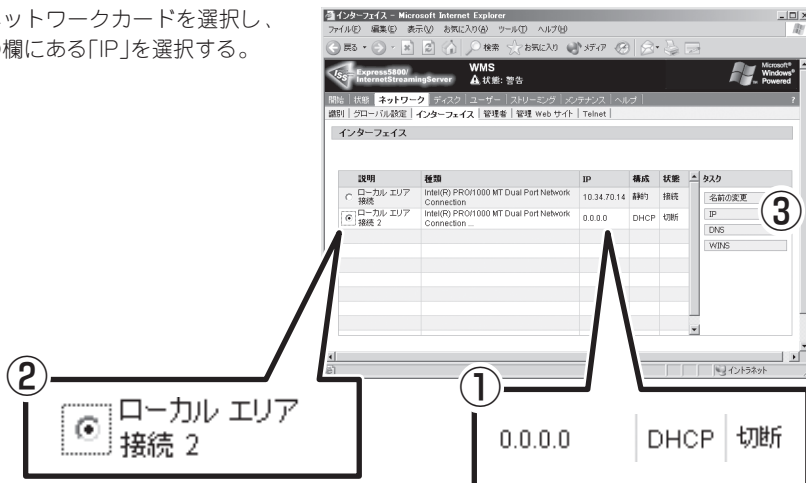 ネットワークカードを選択し、
の欄にある「IP」を選択する。
インターフェイス - Microsoft Internet Explorer
ファイル(F) 編集(E) 表示(V) お気に入り(A) ツール(T) ヘルプ(H)
戻る 検索 お気に入り メディア
ISS Express5800/ InternetStreamingServer
WMS
状態: 警告
Microsoft® Windows® Powered
開始 状態 ネットワーク ディスク ユーザー ストリーミング メンテナンス ヘルプ ?
識別 グローバル設定 インターフェイス 管理者 管理 Web サイト Telnet
インターフェイス
説明 種類 IP 構成 状態 タスク
ローカル エリア 接続 Intel(R) PRO/1000 MT Dual Port Network Connection 10.34.70.14 静的 接続
ローカル エリア 接続 2 Intel(R) PRO/1000 MT Dual Port Network Connection ... 0.0.0.0 DHCP 切断
名前の変更
IP
DNS
WINS
③
イントラネット
②
ローカル エリア
接続 2
①
0.0.0.0 DHCP 切断